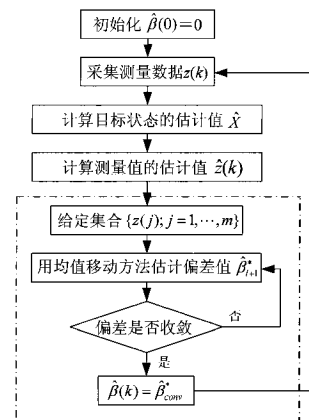 初始化 β̂(0)=0
采集测量数据z(k)
计算目标状态的估计值 X̂
计算测量值的估计值 ẑ(k)
给定集合{z(j); j=1,⋯,m}
用均值移动方法估计偏差值 β̂*ᵢ₊₁
否
偏差是否收敛
是
β̂(k)=β̂*conv